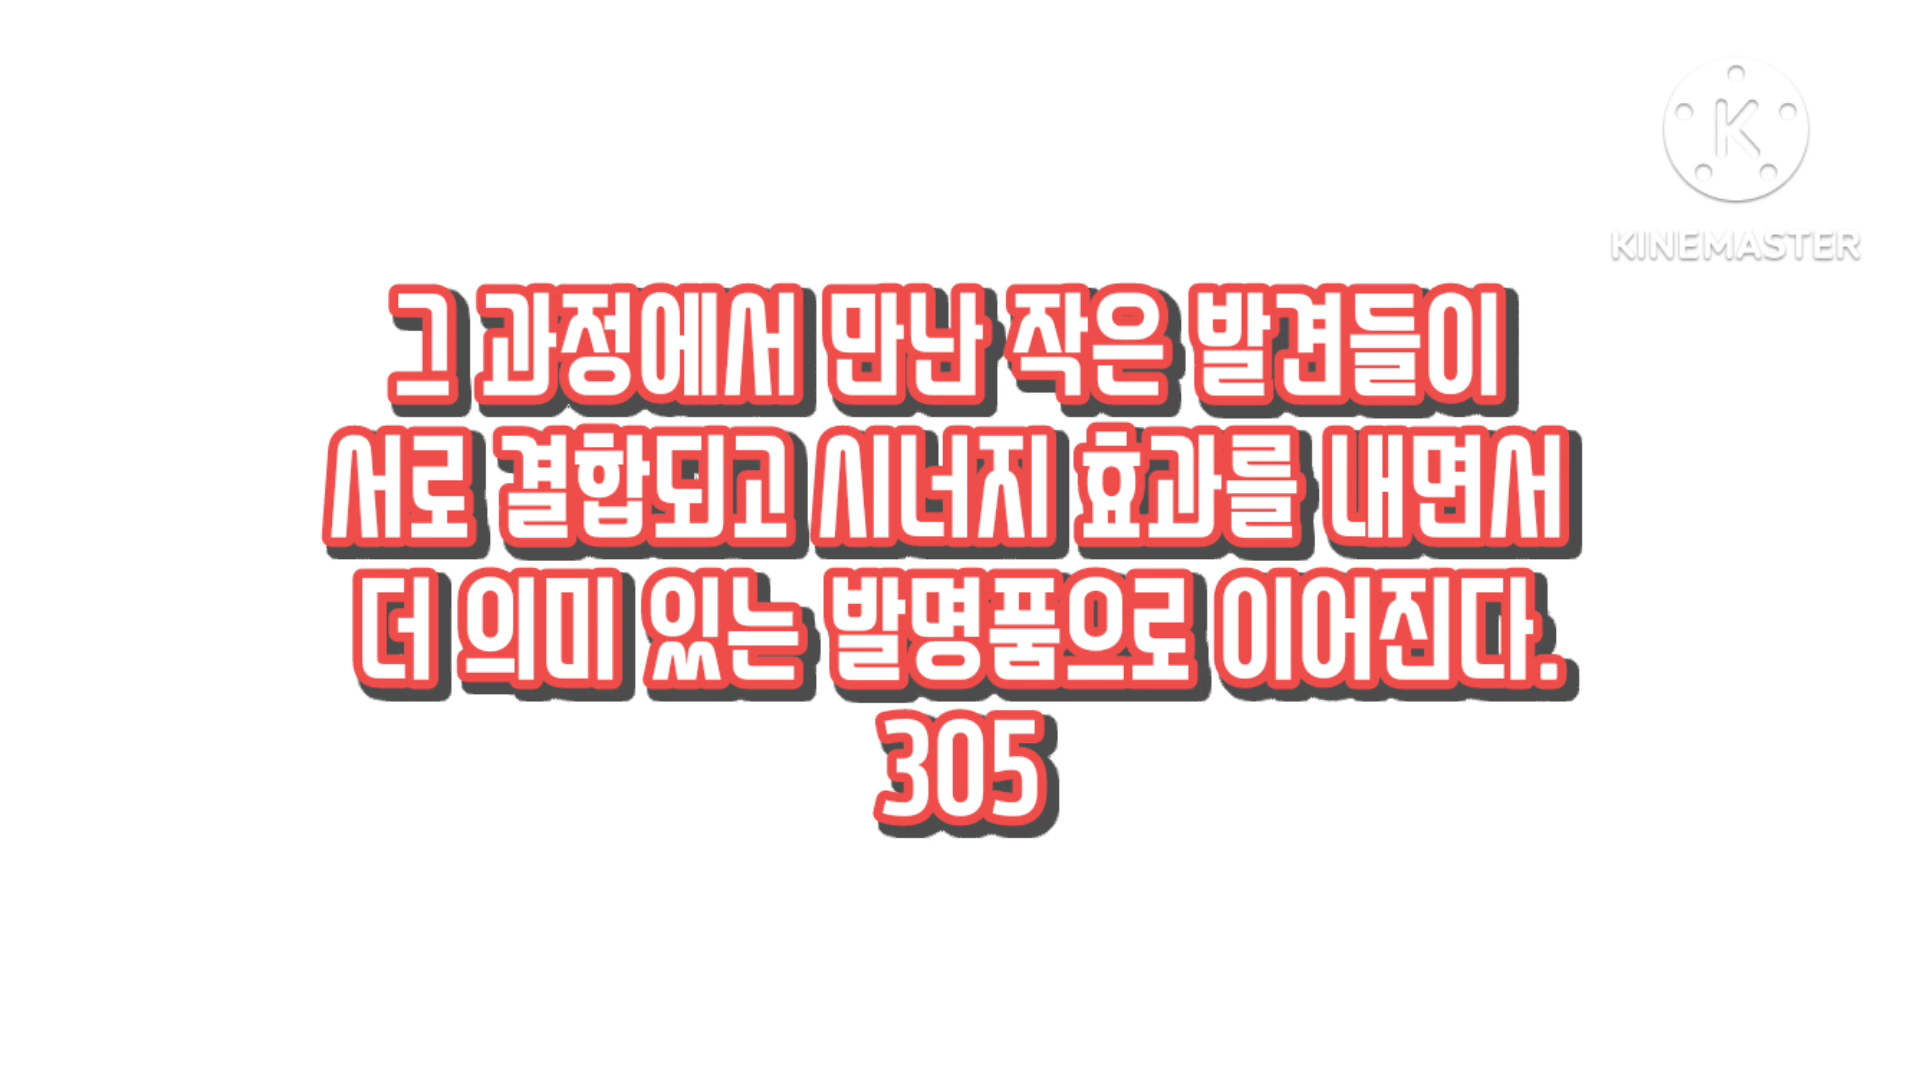 KINEMASTER
그 과정에서 만난 작은 발견들이
서로 결합되고 시너지 효과를 내면서
더 의미 있는 발명품으로 이어진다.
305